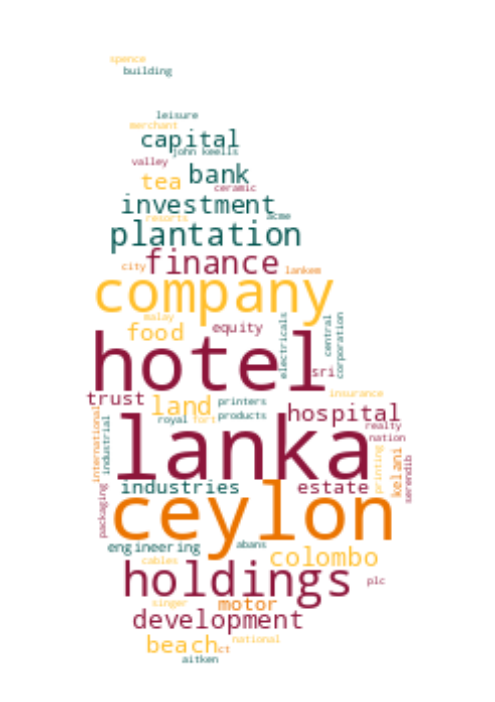 spence
building
leisure
merchant
capital
john keells
valley
bank
tea
ceramic
investment
resorts
acme
plantation
finance
city
lankem
company
malay
food
equity
electricals
central
corporation
hotel
sri
trust
land
printers
insurance
products
hospital
royal
fort
realty
nation
international
industrial
lanka
printing
kelani
serendib
packaging
industries
estate
ceylon
engineering
abans
colombo
cables
holdings
plc
singer
motor
development
beach
ct
national
aitken